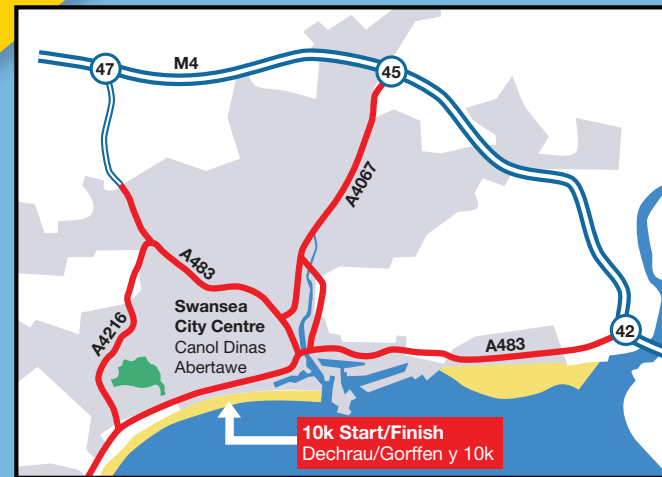 47
M4
45
A4067
A483
A4216
Swansea
City Centre
Canol Dinas
Abertawe
A483
42
10k Start/Finish
Dechrau/Gorffen y 10k